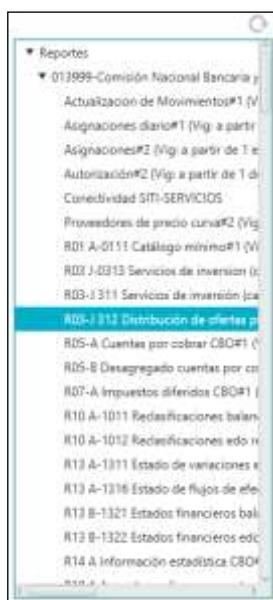 Reportes
013999-Comisión Nacional Bancaria y
Actualizacion de Movimientos#1 (V
Asignaciones diario#1 (Vig: a partir
Asignaciones#2 (Vig: a partir de 1 e
Autorización#2 (Vig: a partir de 1 d
Conectividad SITI-SERVICIOS
Proveedores de precio curva#2 (Vig
R01 A-0111 Catálogo mínimo#1 (Vi
R03 J-0313 Servicios de inversion (c
R03-J 311 Servicios de inversión (ca
R03-J 312 Distribución de ofertas p
R05-A Cuentas por cobrar CBO#1 (
R05-B Desagregado cuentas por co
R07-A Impuestos diferidos CBO#1 (
R10 A-1011 Reclasificaciones balan
R10 A-1012 Reclasificaciones edo re
R13 A-1311 Estado de variaciones e
R13 A-1316 Estado de flujos de efe
R13 B-1321 Estados financieros bal
R13 B-1322 Estados financieros edo
R14 A Información estadística CBO#